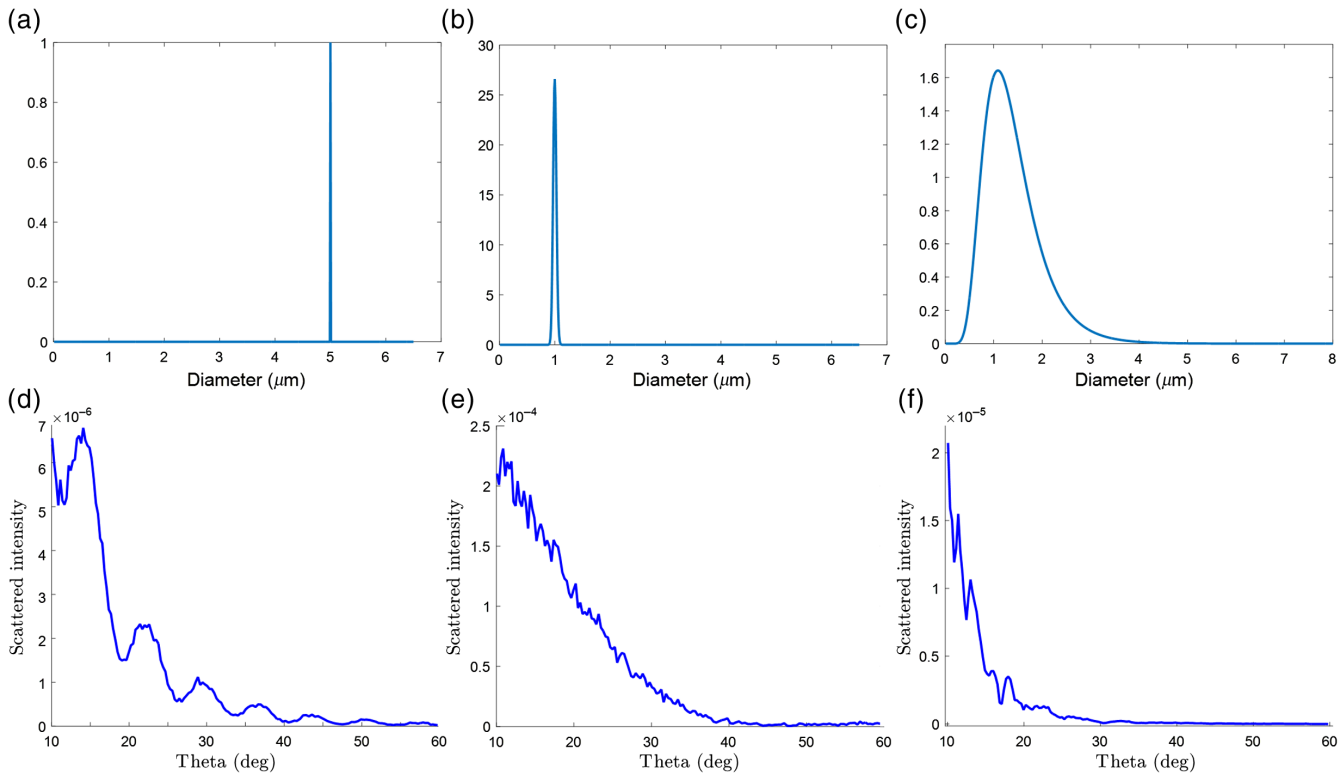 (a)
(b)
(c)
1
0.8
0.6
0.4
0.2
0
0 1 2 3 4 5 6 7
Diameter (μm)
30
25
20
15
10
5
0
0 1 2 3 4 5 6 7
Diameter (μm)
1.6
1.4
1.2
1
0.8
0.6
0.4
0.2
0
0 1 2 3 4 5 6 7 8
Diameter (μm)
(d)
(e)
(f)
×10⁻⁶
7
6
5
4
3
2
1
0
Scattered intensity
10 20 30 40 50 60
Theta (deg)
×10⁻⁴
2.5
2
1.5
1
0.5
0
Scattered intensity
10 20 30 40 50 60
Theta (deg)
×10⁻⁵
2
1.5
1
0.5
0
Scattered intensity
10 20 30 40 50 60
Theta (deg)